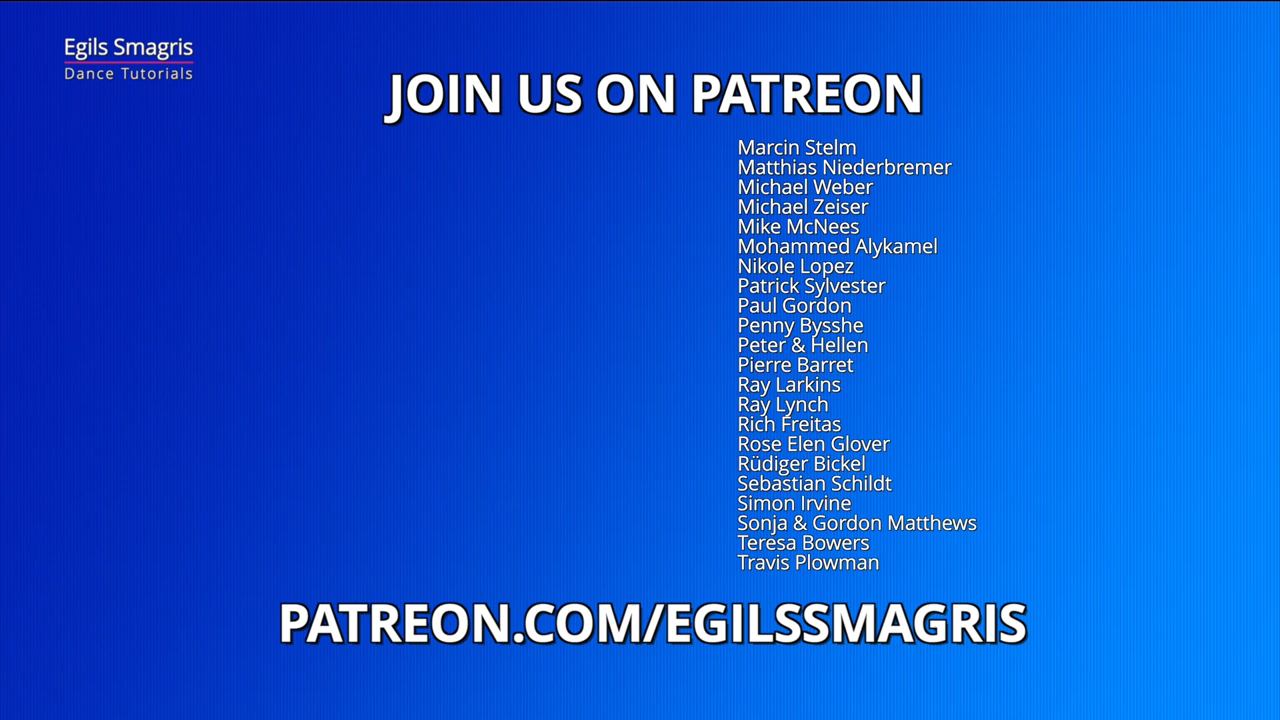 Egils Smagris
Dance Tutorials
JOIN US ON PATREON
Marcin Stelm
Matthias Niederbremer
Michael Weber
Michael Zeiser
Mike McNees
Mohammed Alykamel
Nikole Lopez
Patrick Sylvester
Paul Gordon
Penny Bysshe
Peter & Hellen
Pierre Barret
Ray Larkins
Ray Lynch
Rich Freitas
Rose Elen Glover
Rüdiger Bickel
Sebastian Schildt
Simon Irvine
Sonja & Gordon Matthews
Teresa Bowers
Travis Plowman
PATREON.COM/EGILSSMAGRIS